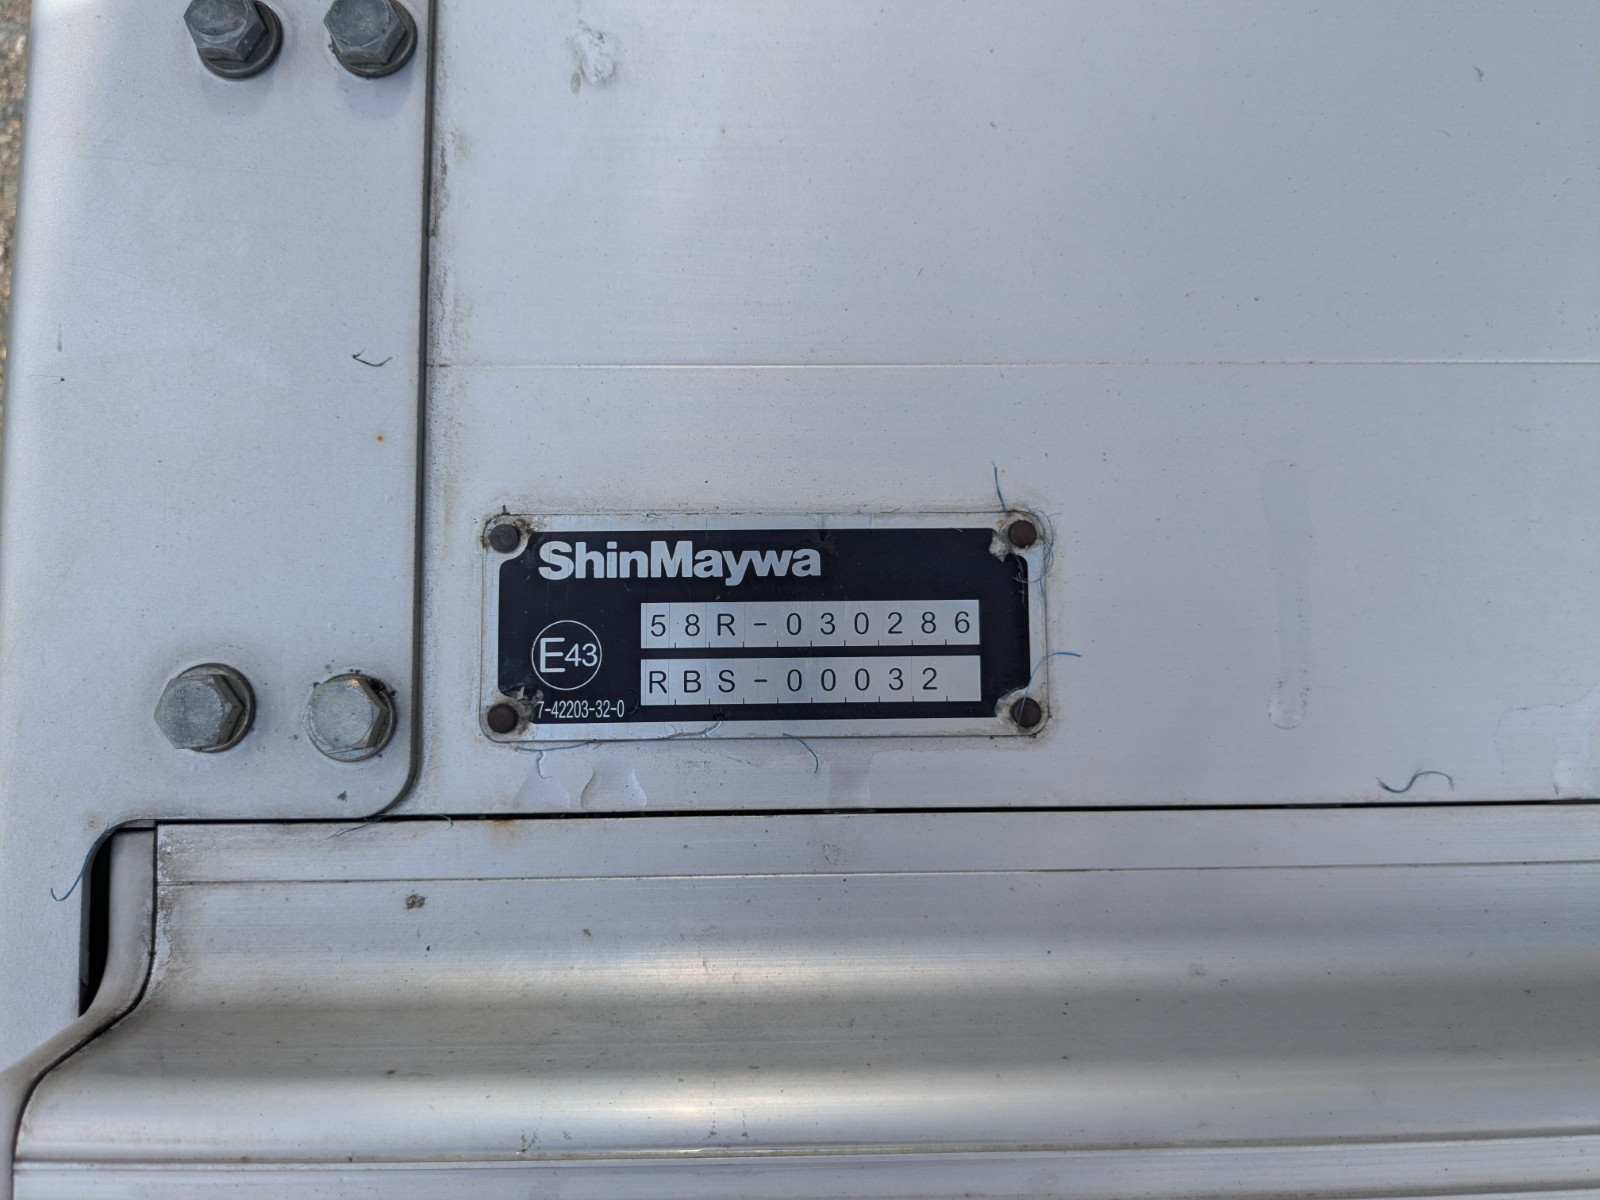 ShinMaywa
58R-030286
E43
RBS-00032
7-42203-32-0